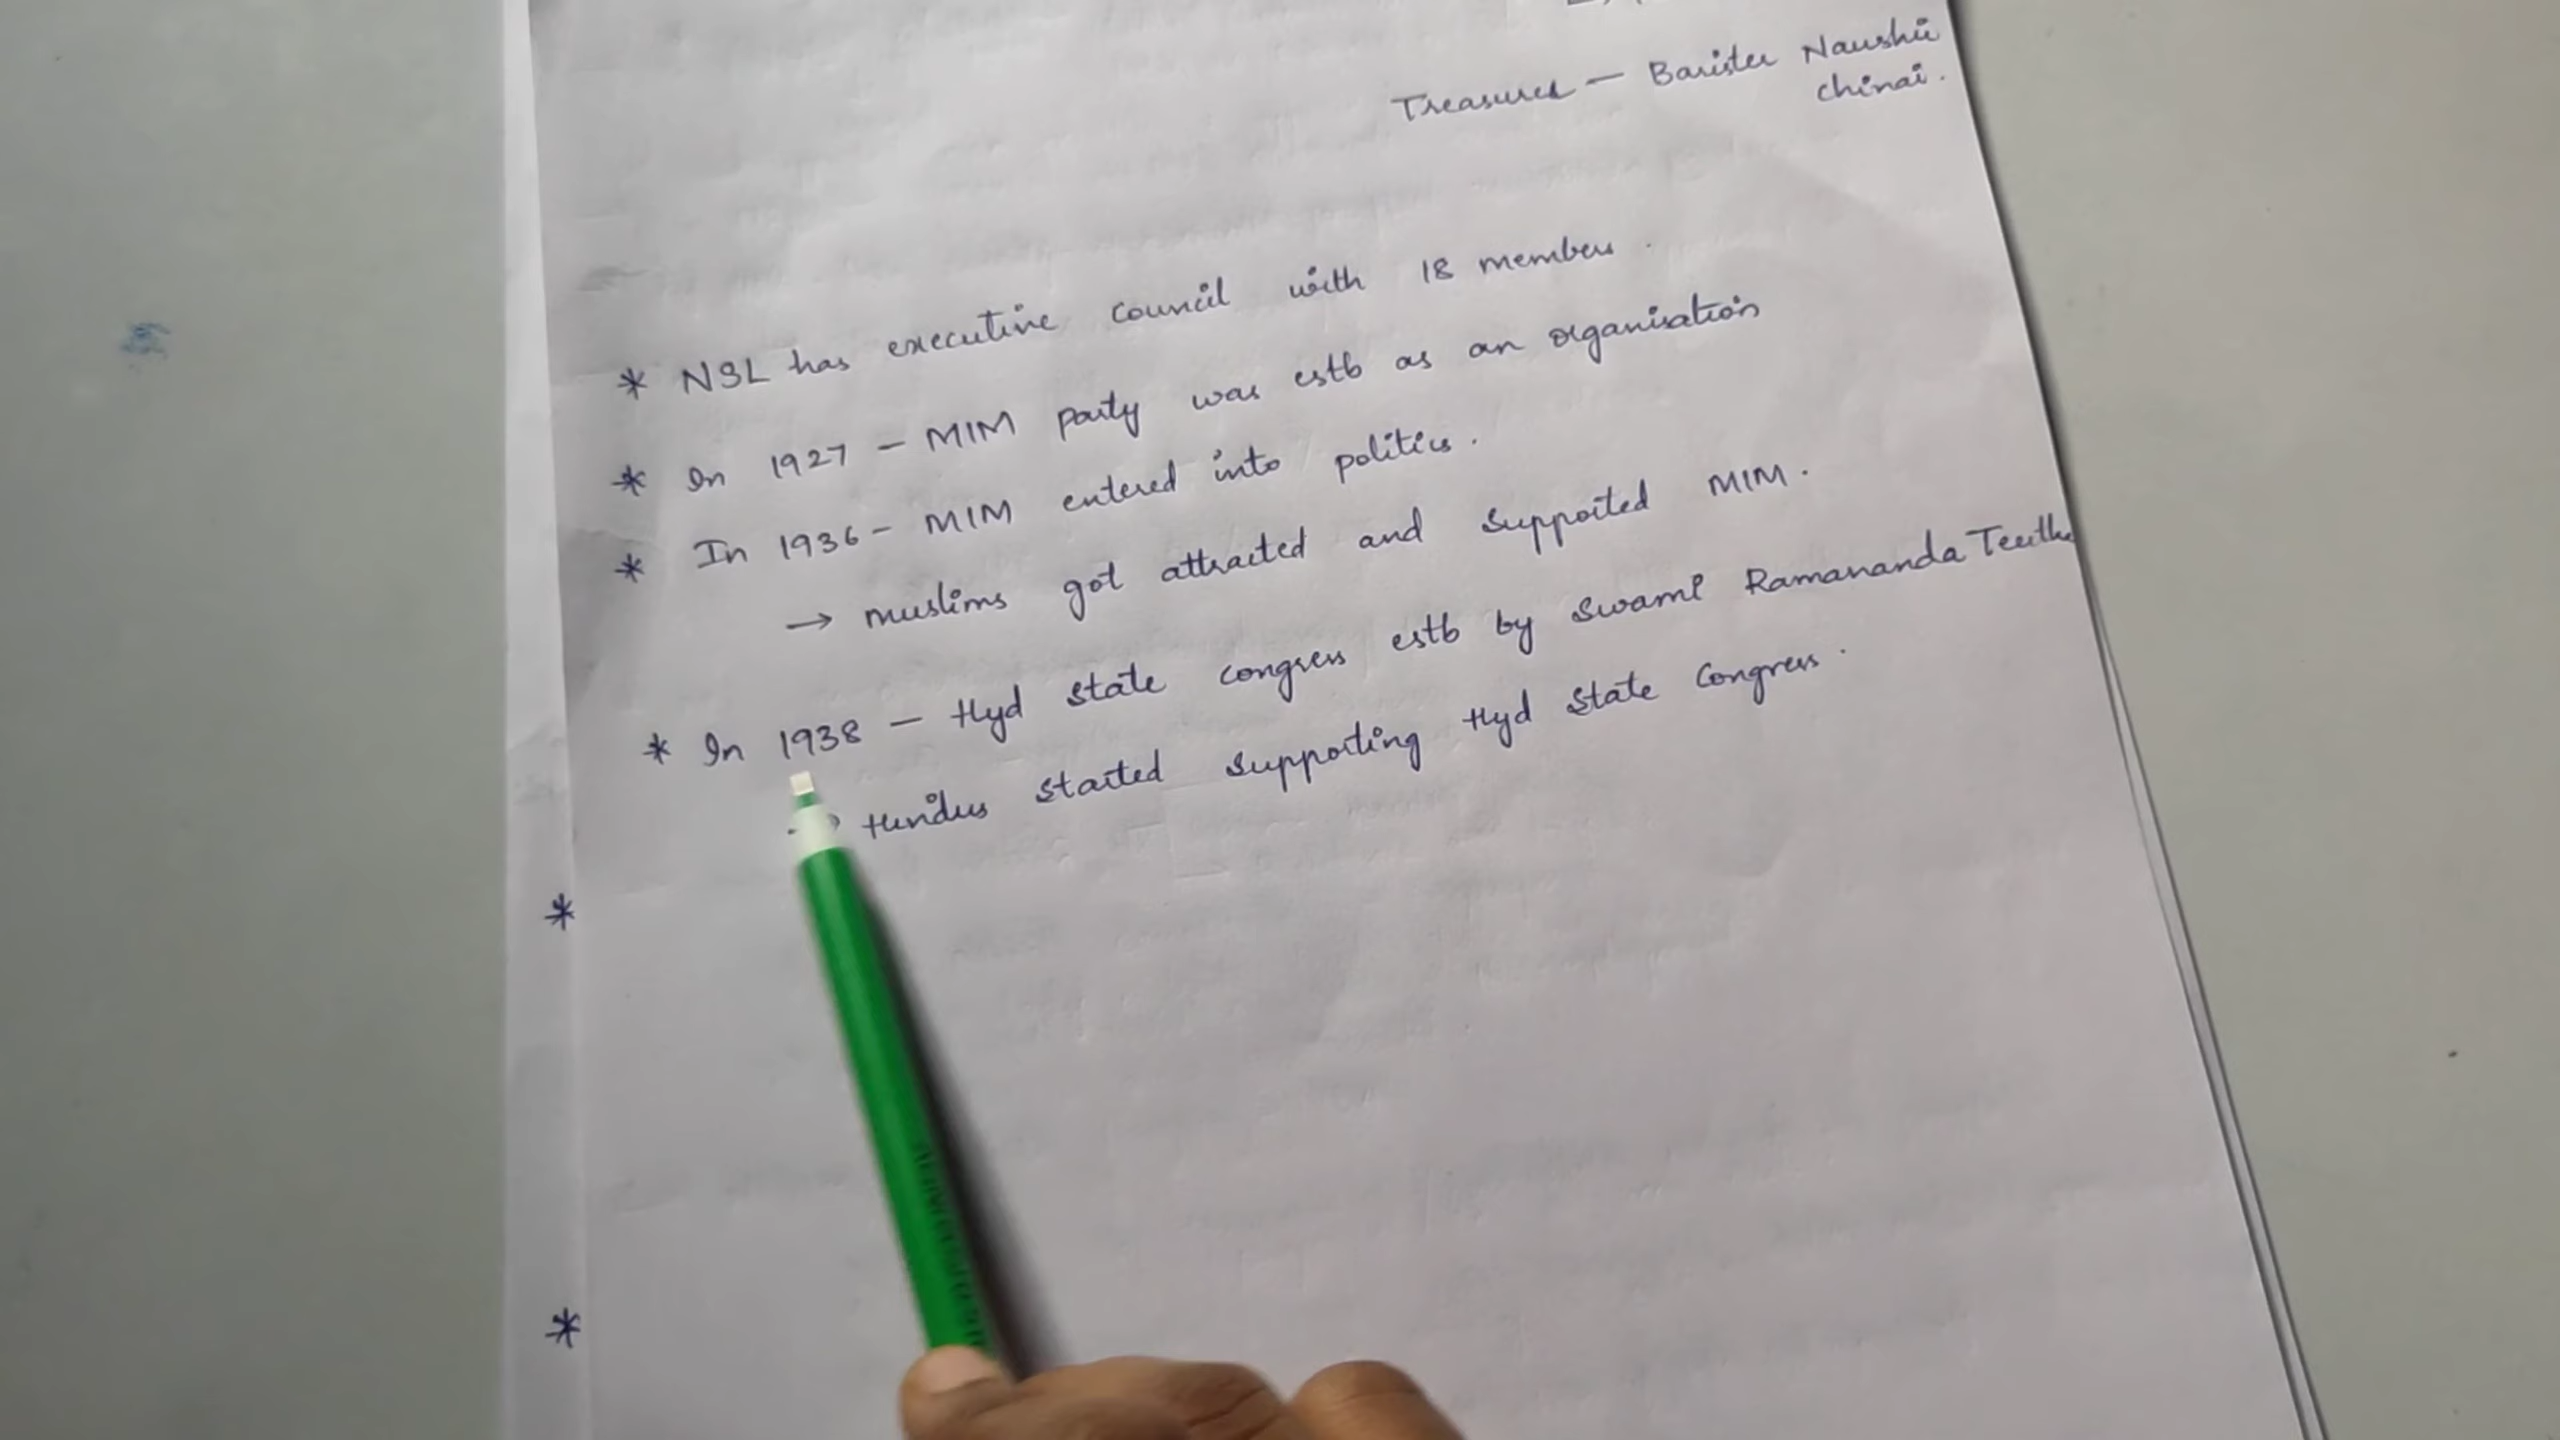 Treasurer — Barister Naushir
chinai.
* NSL has executive council with 18 members.
* In 1927 - MIM party was estb as an organisation
* In 1936 - MIM entered into politics.
→ muslims got attracted and supported MIM.
* In 1938 - Hyd state congress estb by Swami Ramananda Teertha
→ Hindus started supporting Hyd State Congress.
*
*